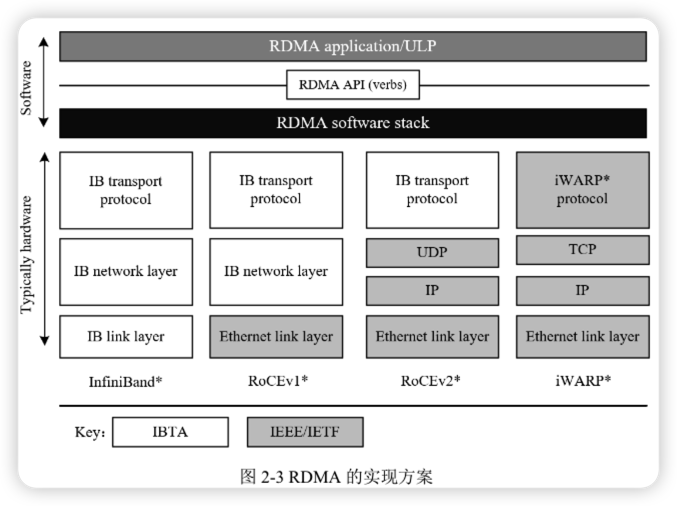 RDMA application/ULP
Software
RDMA API (verbs)
RDMA software stack
Typically hardware
IB transport
protocol
IB transport
protocol
IB transport
protocol
iWARP*
protocol
IB network layer
IB network layer
UDP
TCP
IP
IP
IB link layer
Ethernet link layer
Ethernet link layer
Ethernet link layer
InfiniBand*
RoCEv1*
RoCEv2*
iWARP*
Key:
IBTA
IEEE/IETF
图 2-3 RDMA 的实现方案